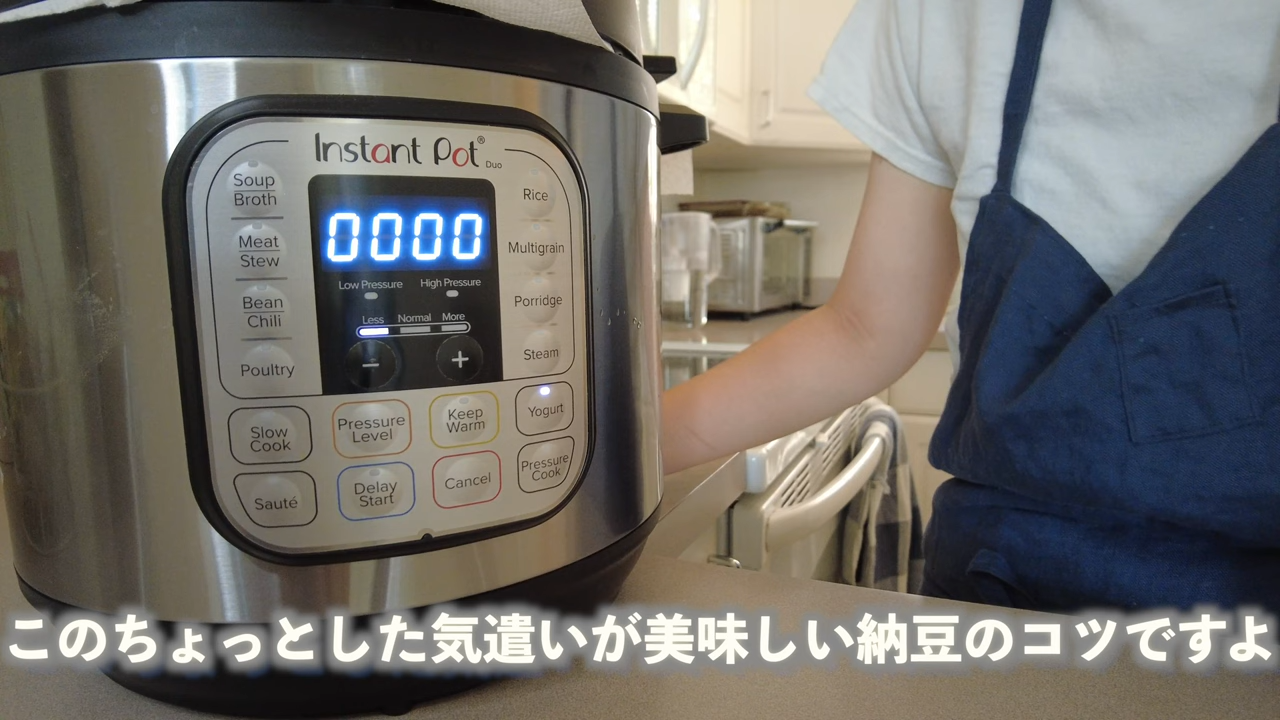 Instant Pot® Duo
Soup
Broth
Meat
Stew
Bean
Chili
Poultry
0000
Low Pressure
High Pressure
Less
Normal
More
−
+
Rice
Multigrain
Porridge
Steam
Slow
Cook
Pressure
Level
Keep
Warm
Yogurt
Sauté
Delay
Start
Cancel
Pressure
Cook
このちょっとした気遣いが美味しい納豆のコツですよ